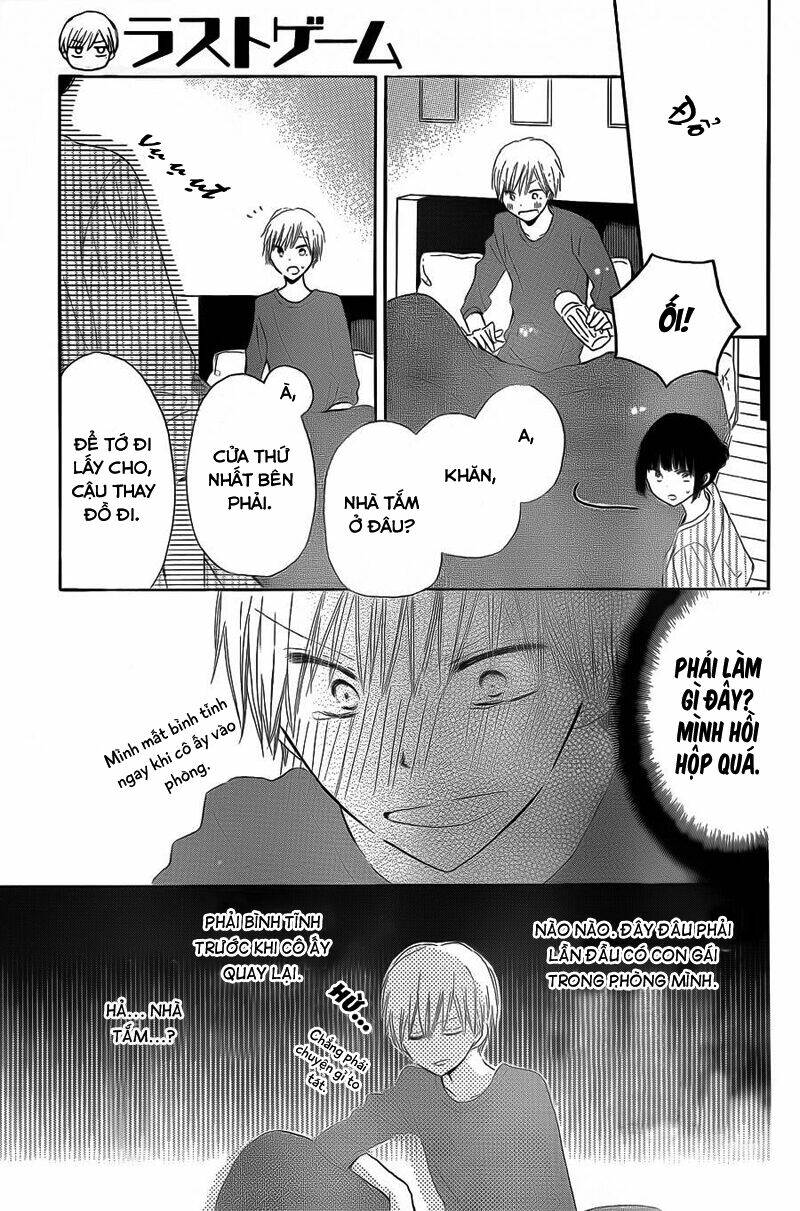 ラストゲーム
Đổ
ỐI!
A,
KHĂN,
NHÀ TẮM
Ở ĐÂU?
Vụ ụ ụt
À,
CỬA THỨ
NHẤT BÊN
PHẢI.
ĐỂ TỚ ĐI
LẤY CHO,
CẬU THAY
ĐỒ ĐI.
PHẢI LÀM
GÌ ĐÂY?
MÌNH HỒI
HỘP QUÁ.
Mình mất bình tĩnh
ngay khi cô ấy vào
phòng.
NÀO NÀO. ĐÂY ĐÂU PHẢI
LẦN ĐẦU CÓ CON GÁI
TRONG PHÒNG MÌNH.
HỪ...
Chẳng phải
chuyện gì to
tát.
PHẢI BÌNH TĨNH
TRƯỚC KHI CÔ ẤY
QUAY LẠI.
HẢ... NHÀ
TẮM...?